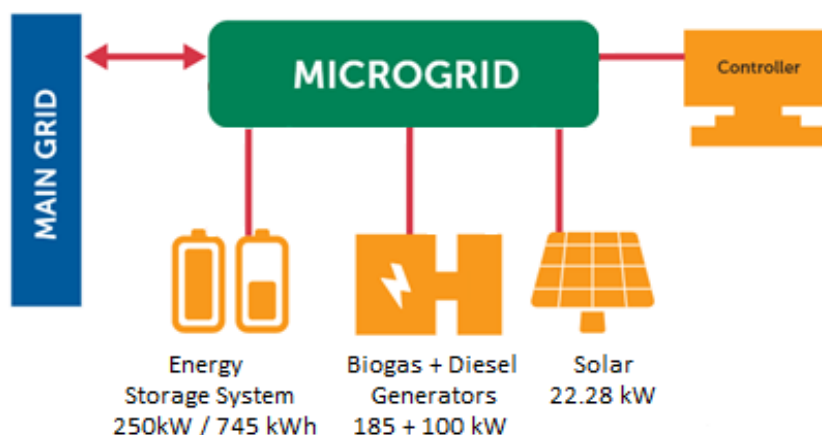 MAIN GRID
MICROGRID
Controller
Energy
Storage System
250kW / 745 kWh
Biogas + Diesel
Generators
185 + 100 kW
Solar
22.28 kW